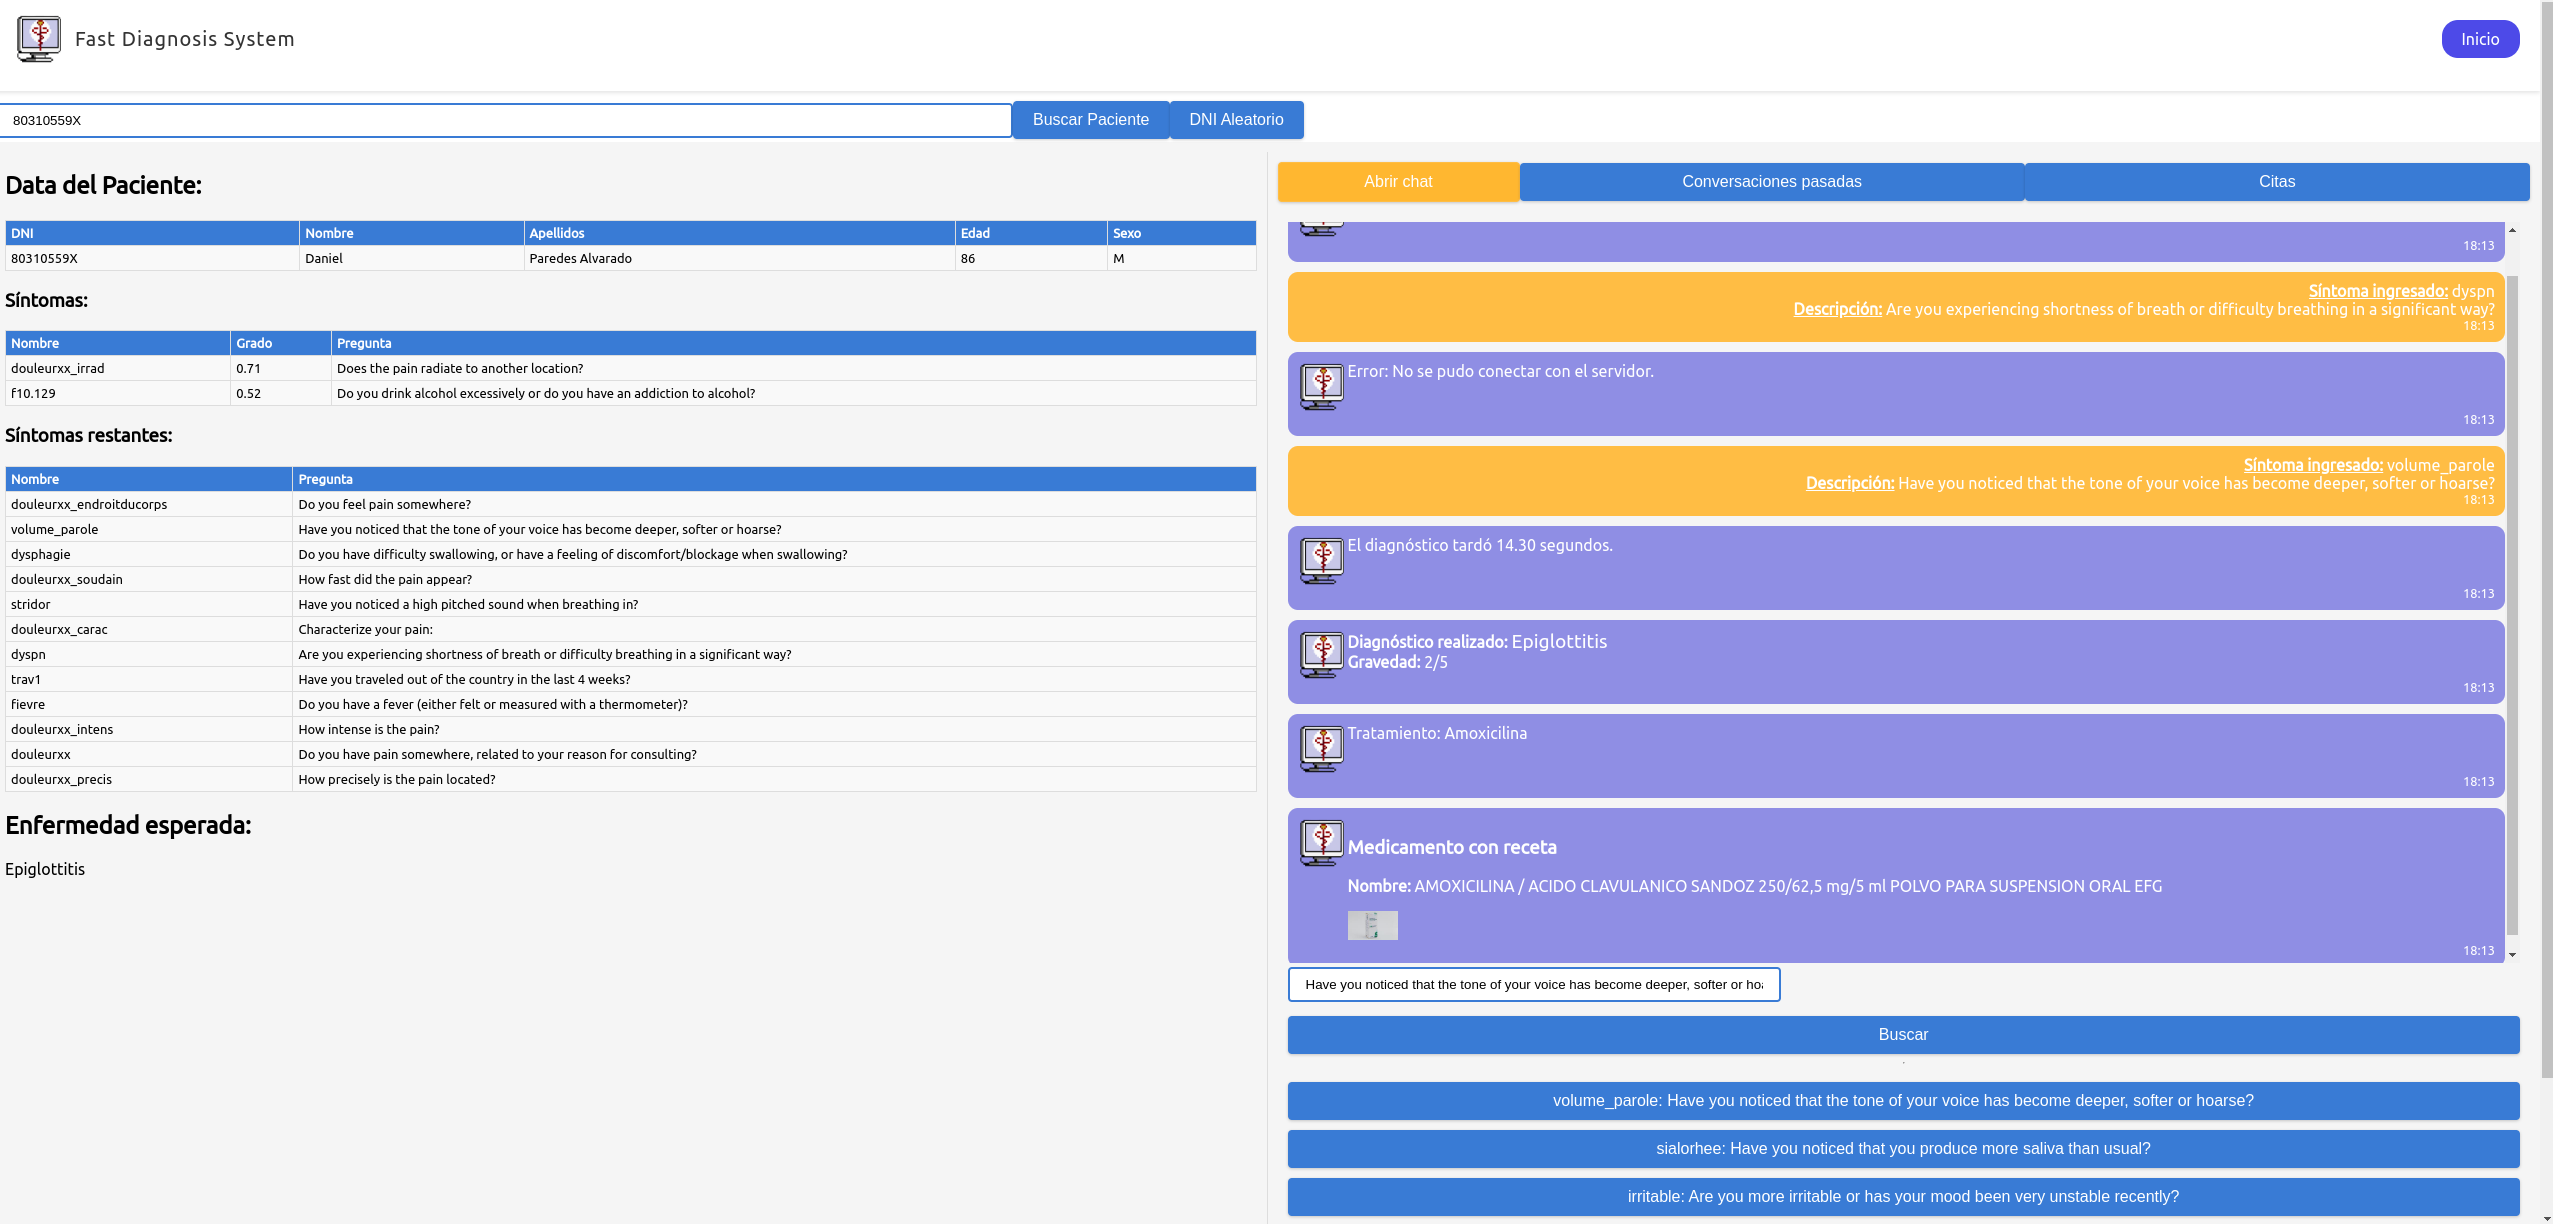 Fast Diagnosis System
Inicio
80310559X
Buscar Paciente
DNI Aleatorio
Data del Paciente:
DNI Nombre Apellidos Edad Sexo
80310559X Daniel Paredes Alvarado 86 M
Síntomas:
Nombre Grado Pregunta
douleurxx_irrad 0.71 Does the pain radiate to another location?
f10.129 0.52 Do you drink alcohol excessively or do you have an addiction to alcohol?
Síntomas restantes:
Nombre Pregunta
douleurxx_endroitducorps Do you feel pain somewhere?
volume_parole Have you noticed that the tone of your voice has become deeper, softer or hoarse?
dysphagie Do you have difficulty swallowing, or have a feeling of discomfort/blockage when swallowing?
douleurxx_soudain How fast did the pain appear?
stridor Have you noticed a high pitched sound when breathing in?
douleurxx_carac Characterize your pain:
dyspn Are you experiencing shortness of breath or difficulty breathing in a significant way?
trav1 Have you traveled out of the country in the last 4 weeks?
fievre Do you have a fever (either felt or measured with a thermometer)?
douleurxx_intens How intense is the pain?
douleurxx Do you have pain somewhere, related to your reason for consulting?
douleurxx_precis How precisely is the pain located?
Enfermedad esperada:
Epiglottitis
Abrir chat
Conversaciones pasadas
Citas
18:13
Síntoma ingresado: dyspn
Descripción: Are you experiencing shortness of breath or difficulty breathing in a significant way?
18:13
Error: No se pudo conectar con el servidor.
18:13
Síntoma ingresado: volume_parole
Descripción: Have you noticed that the tone of your voice has become deeper, softer or hoarse?
18:13
El diagnóstico tardó 14.30 segundos.
18:13
Diagnóstico realizado: Epiglottitis
Gravedad: 2/5
18:13
Tratamiento: Amoxicilina
18:13
Medicamento con receta
Nombre: AMOXICILINA / ACIDO CLAVULANICO SANDOZ 250/62,5 mg/5 ml POLVO PARA SUSPENSION ORAL EFG
18:13
Have you noticed that the tone of your voice has become deeper, softer or hoa
Buscar
volume_parole: Have you noticed that the tone of your voice has become deeper, softer or hoarse?
sialorhee: Have you noticed that you produce more saliva than usual?
irritable: Are you more irritable or has your mood been very unstable recently?